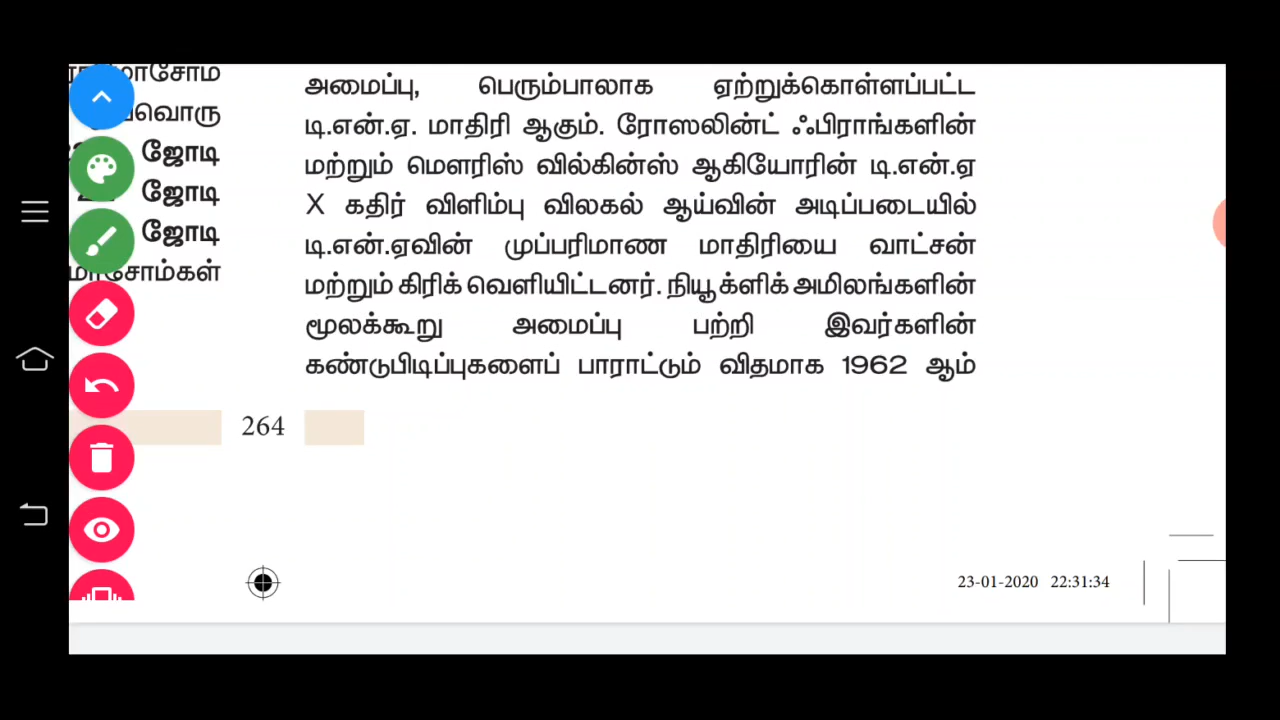 ஜோடி
ஜோடி
ஜோடி
அமைப்பு, பெரும்பாலாக ஏற்றுக்கொள்ளப்பட்ட
டி.என்.ஏ. மாதிரி ஆகும். ரோஸலின்ட் ஃபிராங்களின்
மற்றும் மௌரிஸ் வில்கின்ஸ் ஆகியோரின் டி.என்.ஏ
X கதிர் விளிம்பு விலகல் ஆய்வின் அடிப்படையில்
டி.என்.ஏவின் முப்பரிமாண மாதிரியை வாட்சன்
மற்றும் கிரிக் வெளியிட்டனர். நியூக்ளிக் அமிலங்களின்
மூலக்கூறு அமைப்பு பற்றி இவர்களின்
கண்டுபிடிப்புகளைப் பாராட்டும் விதமாக 1962 ஆம்
264
23-01-2020 22:31:34